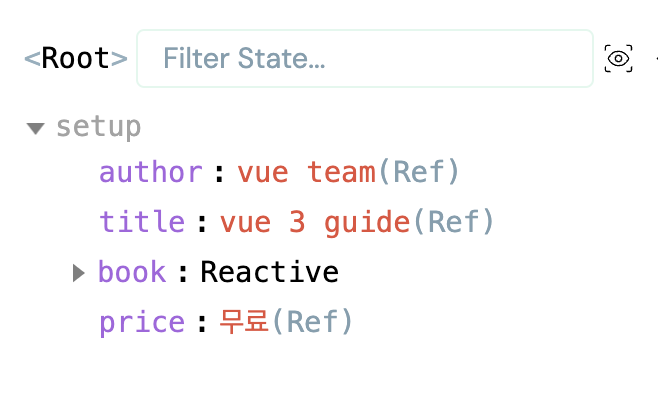 <Root> Filter State...
setup
author : vue team(Ref)
title : vue 3 guide(Ref)
book : Reactive
price : 무료(Ref)